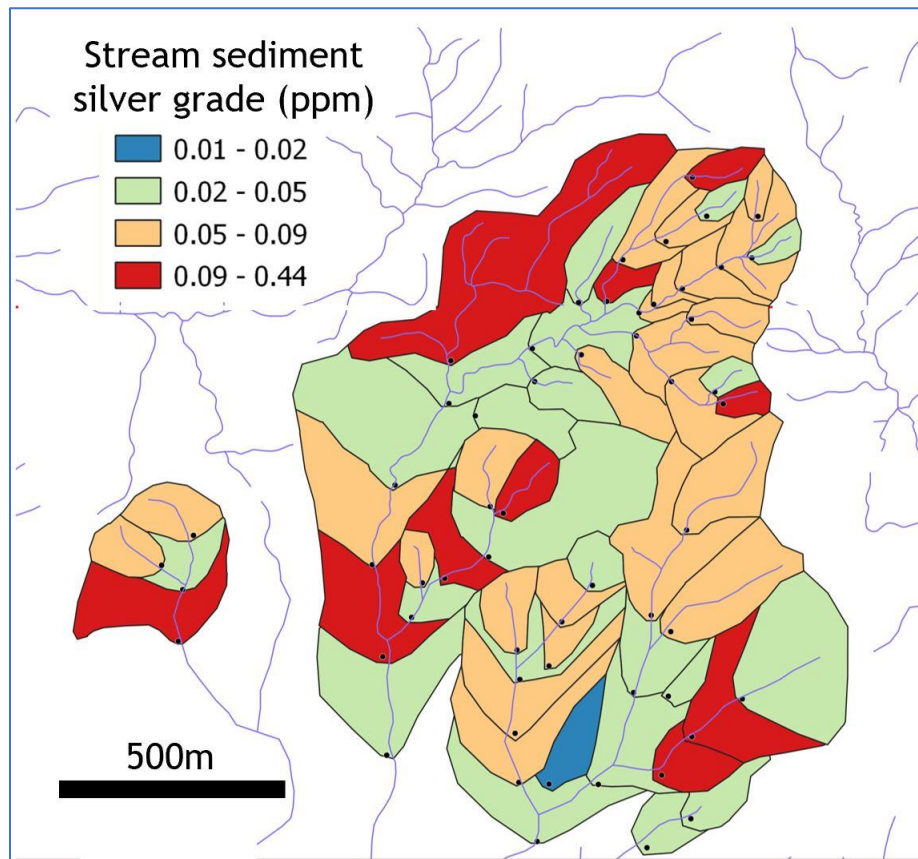 Stream sediment
silver grade (ppm)
0.01 - 0.02
0.02 - 0.05
0.05 - 0.09
0.09 - 0.44
500m